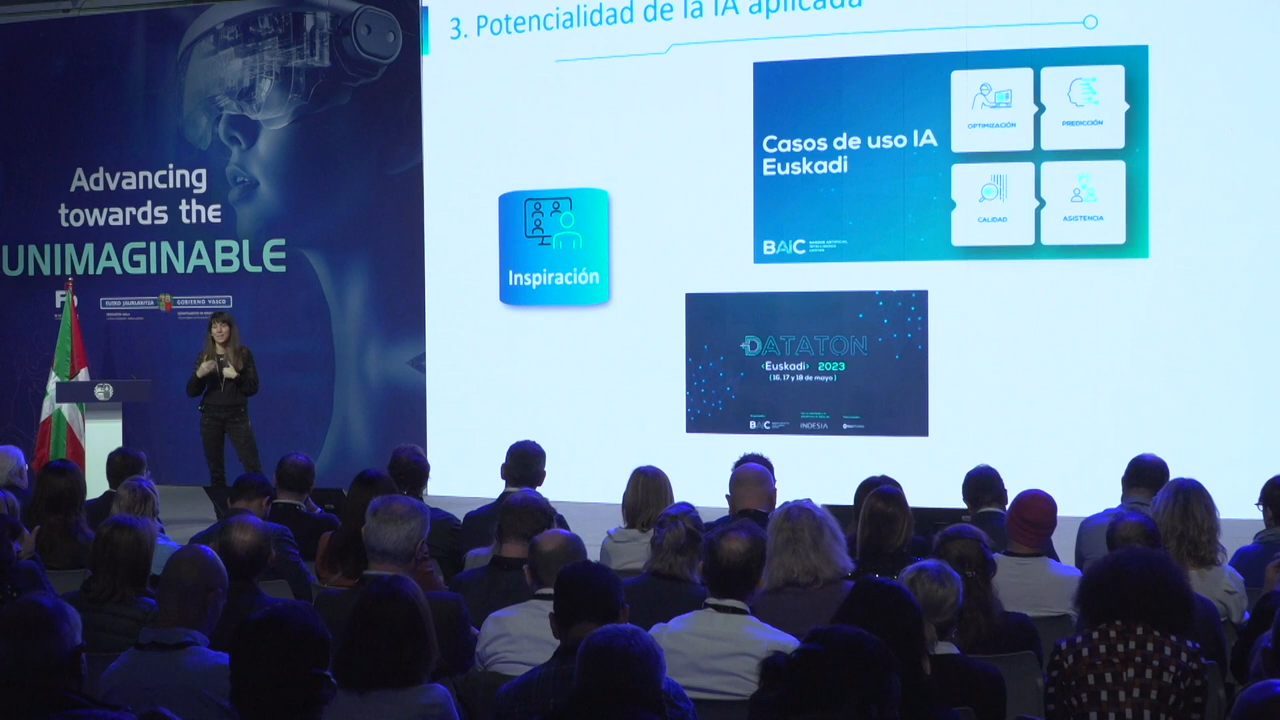 3. Potencialidad de la IA aplicada
Advancing
towards the
UNIMAGINABLE
EUSKO JAURLARITZA
GOBIERNO VASCO
Inspiración
Casos de uso IA
Euskadi
OPTIMIZACIÓN
PREDICCIÓN
CALIDAD
ASISTENCIA
BAIC
DATATON
‹Euskadi› 2023
(16, 17 y 18 de mayo)
BAIC
INDESIA